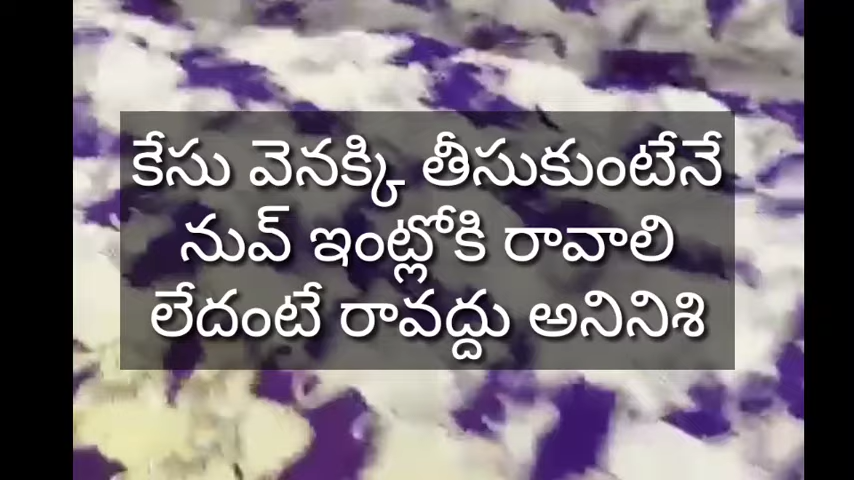 కేసు వెనక్కి తీసుకుంటేనే
నువ్ ఇంట్లోకి రావాలి
లేదంటే రావద్దు అనినిశి